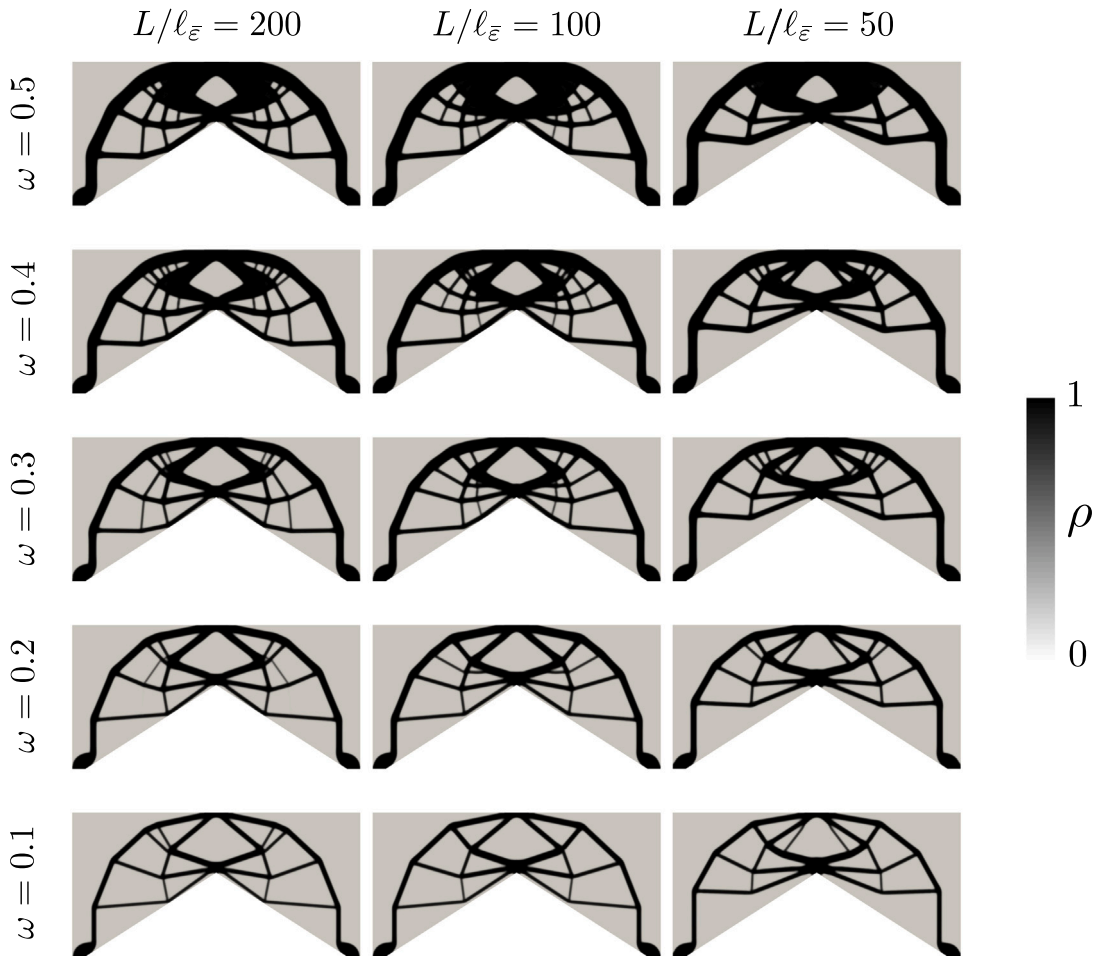 L/ℓ_ε̄ = 200 L/ℓ_ε̄ = 100 L/ℓ_ε̄ = 50
ω = 0.5
ω = 0.4
ω = 0.3
1
ρ
0
ω = 0.2
ω = 0.1